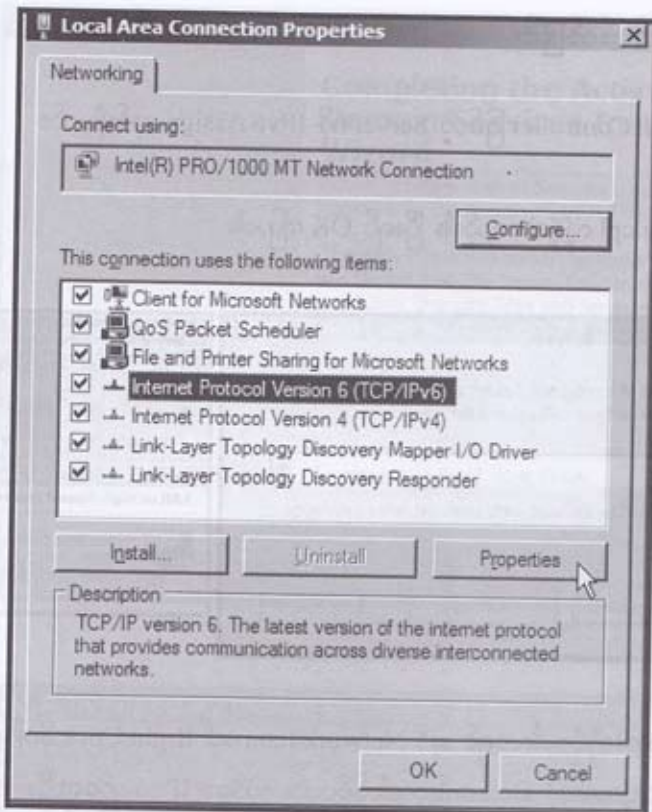 Local Area Connection Properties
Networking
Connect using:
Intel(R) PRO/1000 MT Network Connection
Configure...
This connection uses the following items:
Client for Microsoft Networks
QoS Packet Scheduler
File and Printer Sharing for Microsoft Networks
Internet Protocol Version 6 (TCP/IPv6)
Internet Protocol Version 4 (TCP/IPv4)
Link-Layer Topology Discovery Mapper I/O Driver
Link-Layer Topology Discovery Responder
Install...
Uninstall
Properties
Description
TCP/IP version 6. The latest version of the internet protocol
that provides communication across diverse interconnected
networks.
OK
Cancel